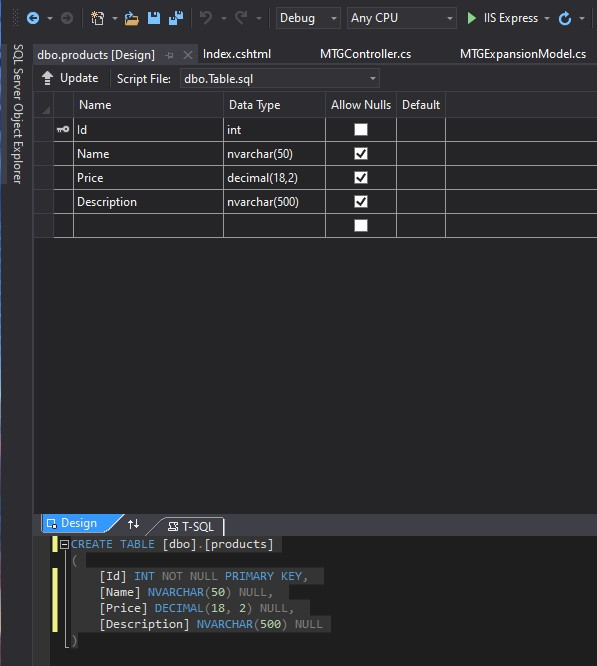 Debug Any CPU IIS Express
SQL Server Object Explorer
dbo.products [Design] Index.cshtml MTGController.cs MTGExpansionModel.cs
Update Script File: dbo.Table.sql
Name Data Type Allow Nulls Default
Id int
Name nvarchar(50)
Price decimal(18,2)
Description nvarchar(500)
Design T-SQL
CREATE TABLE [dbo].[products]
(
[Id] INT NOT NULL PRIMARY KEY,
[Name] NVARCHAR(50) NULL,
[Price] DECIMAL(18, 2) NULL,
[Description] NVARCHAR(500) NULL
)